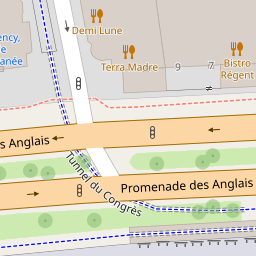 Demi Lune
ency,
e
anée
Terra Madre
9
7
Bistro
Régent
s Anglais
Tunnel du Congrès
Promenade des Anglais